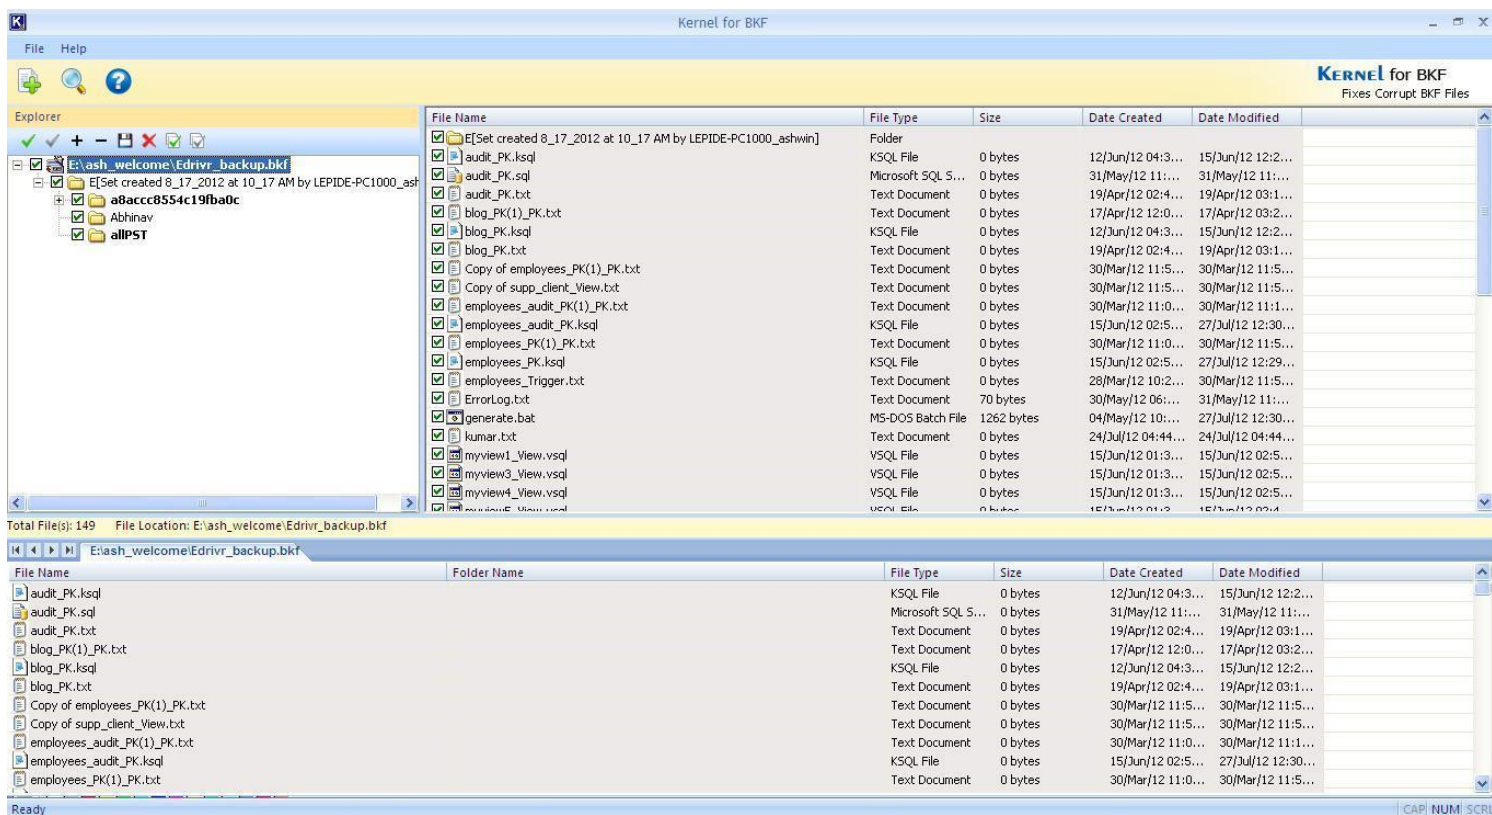 Kernel for BKF
File Help
KERNEL for BKF
Fixes Corrupt BKF Files
Explorer
E:\ash_welcome\Edrivr_backup.bkf
E[Set created 8_17_2012 at 10_17 AM by LEPIDE-PC1000_ash
a8accc8554c19fba0c
Abhinav
allPST
File Name File Type Size Date Created Date Modified
E[Set created 8_17_2012 at 10_17 AM by LEPIDE-PC1000_ashwin] Folder
audit_PK.ksql KSQL File 0 bytes 12/Jun/12 04:3... 15/Jun/12 12:2...
audit_PK.sql Microsoft SQL S... 0 bytes 31/May/12 11:... 31/May/12 11:...
audit_PK.txt Text Document 0 bytes 19/Apr/12 02:4... 19/Apr/12 03:1...
blog_PK(1)_PK.txt Text Document 0 bytes 17/Apr/12 12:0... 17/Apr/12 03:2...
blog_PK.ksql KSQL File 0 bytes 12/Jun/12 04:3... 15/Jun/12 12:2...
blog_PK.txt Text Document 0 bytes 19/Apr/12 02:4... 19/Apr/12 03:1...
Copy of employees_PK(1)_PK.txt Text Document 0 bytes 30/Mar/12 11:5... 30/Mar/12 11:5...
Copy of supp_client_View.txt Text Document 0 bytes 30/Mar/12 11:5... 30/Mar/12 11:5...
employees_audit_PK(1)_PK.txt Text Document 0 bytes 30/Mar/12 11:0... 30/Mar/12 11:1...
employees_audit_PK.ksql KSQL File 0 bytes 15/Jun/12 02:5... 27/Jul/12 12:30...
employees_PK(1)_PK.txt Text Document 0 bytes 30/Mar/12 11:0... 30/Mar/12 11:5...
employees_PK.ksql KSQL File 0 bytes 15/Jun/12 02:5... 27/Jul/12 12:29...
employees_Trigger.txt Text Document 0 bytes 28/Mar/12 10:2... 30/Mar/12 11:5...
ErrorLog.txt Text Document 70 bytes 30/May/12 06:... 31/May/12 11:...
generate.bat MS-DOS Batch File 1262 bytes 04/May/12 10:... 27/Jul/12 12:30...
kumar.txt Text Document 0 bytes 24/Jul/12 04:44... 24/Jul/12 04:44...
myview1_View.vsql VSQL File 0 bytes 15/Jun/12 01:3... 15/Jun/12 02:5...
myview3_View.vsql VSQL File 0 bytes 15/Jun/12 01:3... 15/Jun/12 02:5...
myview4_View.vsql VSQL File 0 bytes 15/Jun/12 01:3... 15/Jun/12 02:5...
Total File(s): 149 File Location: E:\ash_welcome\Edrivr_backup.bkf
E:\ash_welcome\Edrivr_backup.bkf
File Name Folder Name File Type Size Date Created Date Modified
audit_PK.ksql KSQL File 0 bytes 12/Jun/12 04:3... 15/Jun/12 12:2...
audit_PK.sql Microsoft SQL S... 0 bytes 31/May/12 11:... 31/May/12 11:...
audit_PK.txt Text Document 0 bytes 19/Apr/12 02:4... 19/Apr/12 03:1...
blog_PK(1)_PK.txt Text Document 0 bytes 17/Apr/12 12:0... 17/Apr/12 03:2...
blog_PK.ksql KSQL File 0 bytes 12/Jun/12 04:3... 15/Jun/12 12:2...
blog_PK.txt Text Document 0 bytes 19/Apr/12 02:4... 19/Apr/12 03:1...
Copy of employees_PK(1)_PK.txt Text Document 0 bytes 30/Mar/12 11:5... 30/Mar/12 11:5...
Copy of supp_client_View.txt Text Document 0 bytes 30/Mar/12 11:5... 30/Mar/12 11:5...
employees_audit_PK(1)_PK.txt Text Document 0 bytes 30/Mar/12 11:0... 30/Mar/12 11:1...
employees_audit_PK.ksql KSQL File 0 bytes 15/Jun/12 02:5... 27/Jul/12 12:30...
employees_PK(1)_PK.txt Text Document 0 bytes 30/Mar/12 11:0... 30/Mar/12 11:5...
Ready CAP NUM SCRL